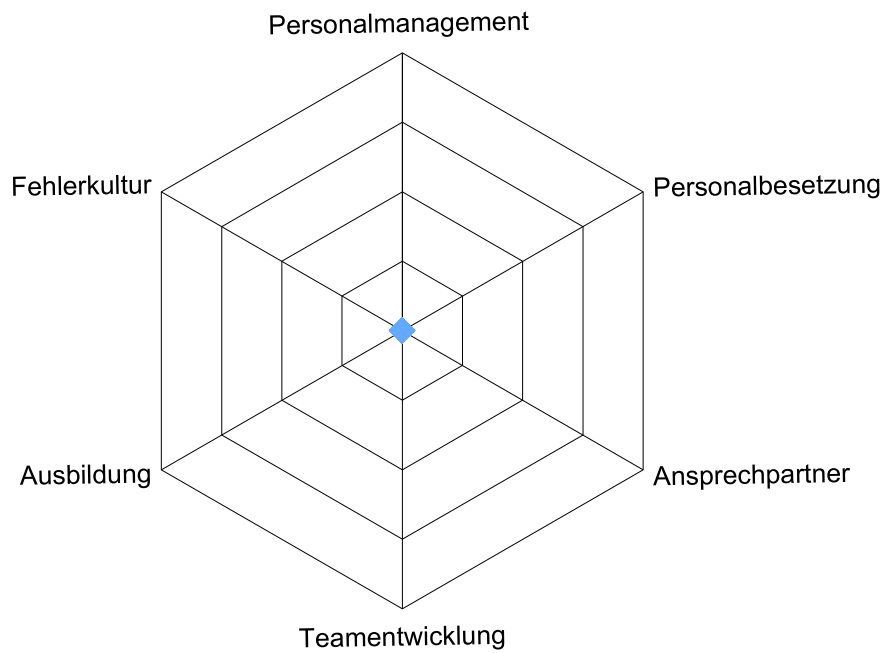 Personalmanagement
Fehlerkultur
Personalbesetzung
Ausbildung
Ansprechpartner
Teamentwicklung